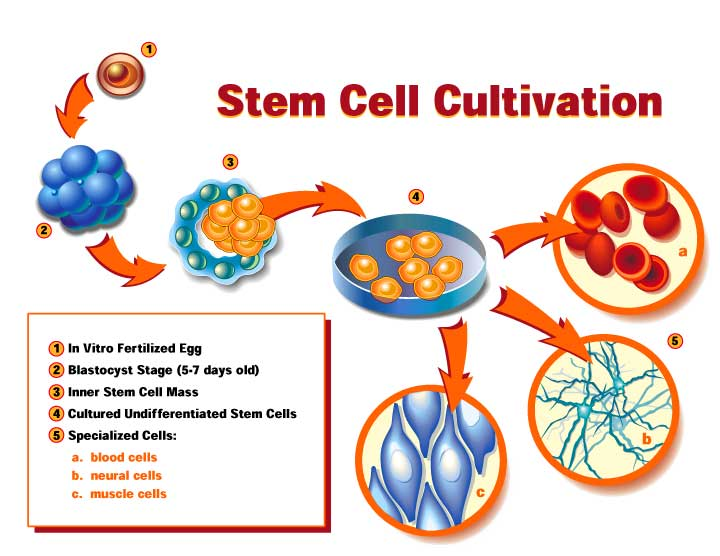 1
Stem Cell Cultivation
3
4
2
a
5
b
c
1 In Vitro Fertilized Egg
2 Blastocyst Stage (5-7 days old)
3 Inner Stem Cell Mass
4 Cultured Undifferentiated Stem Cells
5 Specialized Cells:
a. blood cells
b. neural cells
c. muscle cells